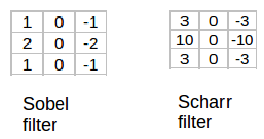 1 0 -1
2 0 -2
1 0 -1
Sobel
filter
3 0 -3
10 0 -10
3 0 -3
Scharr
filter